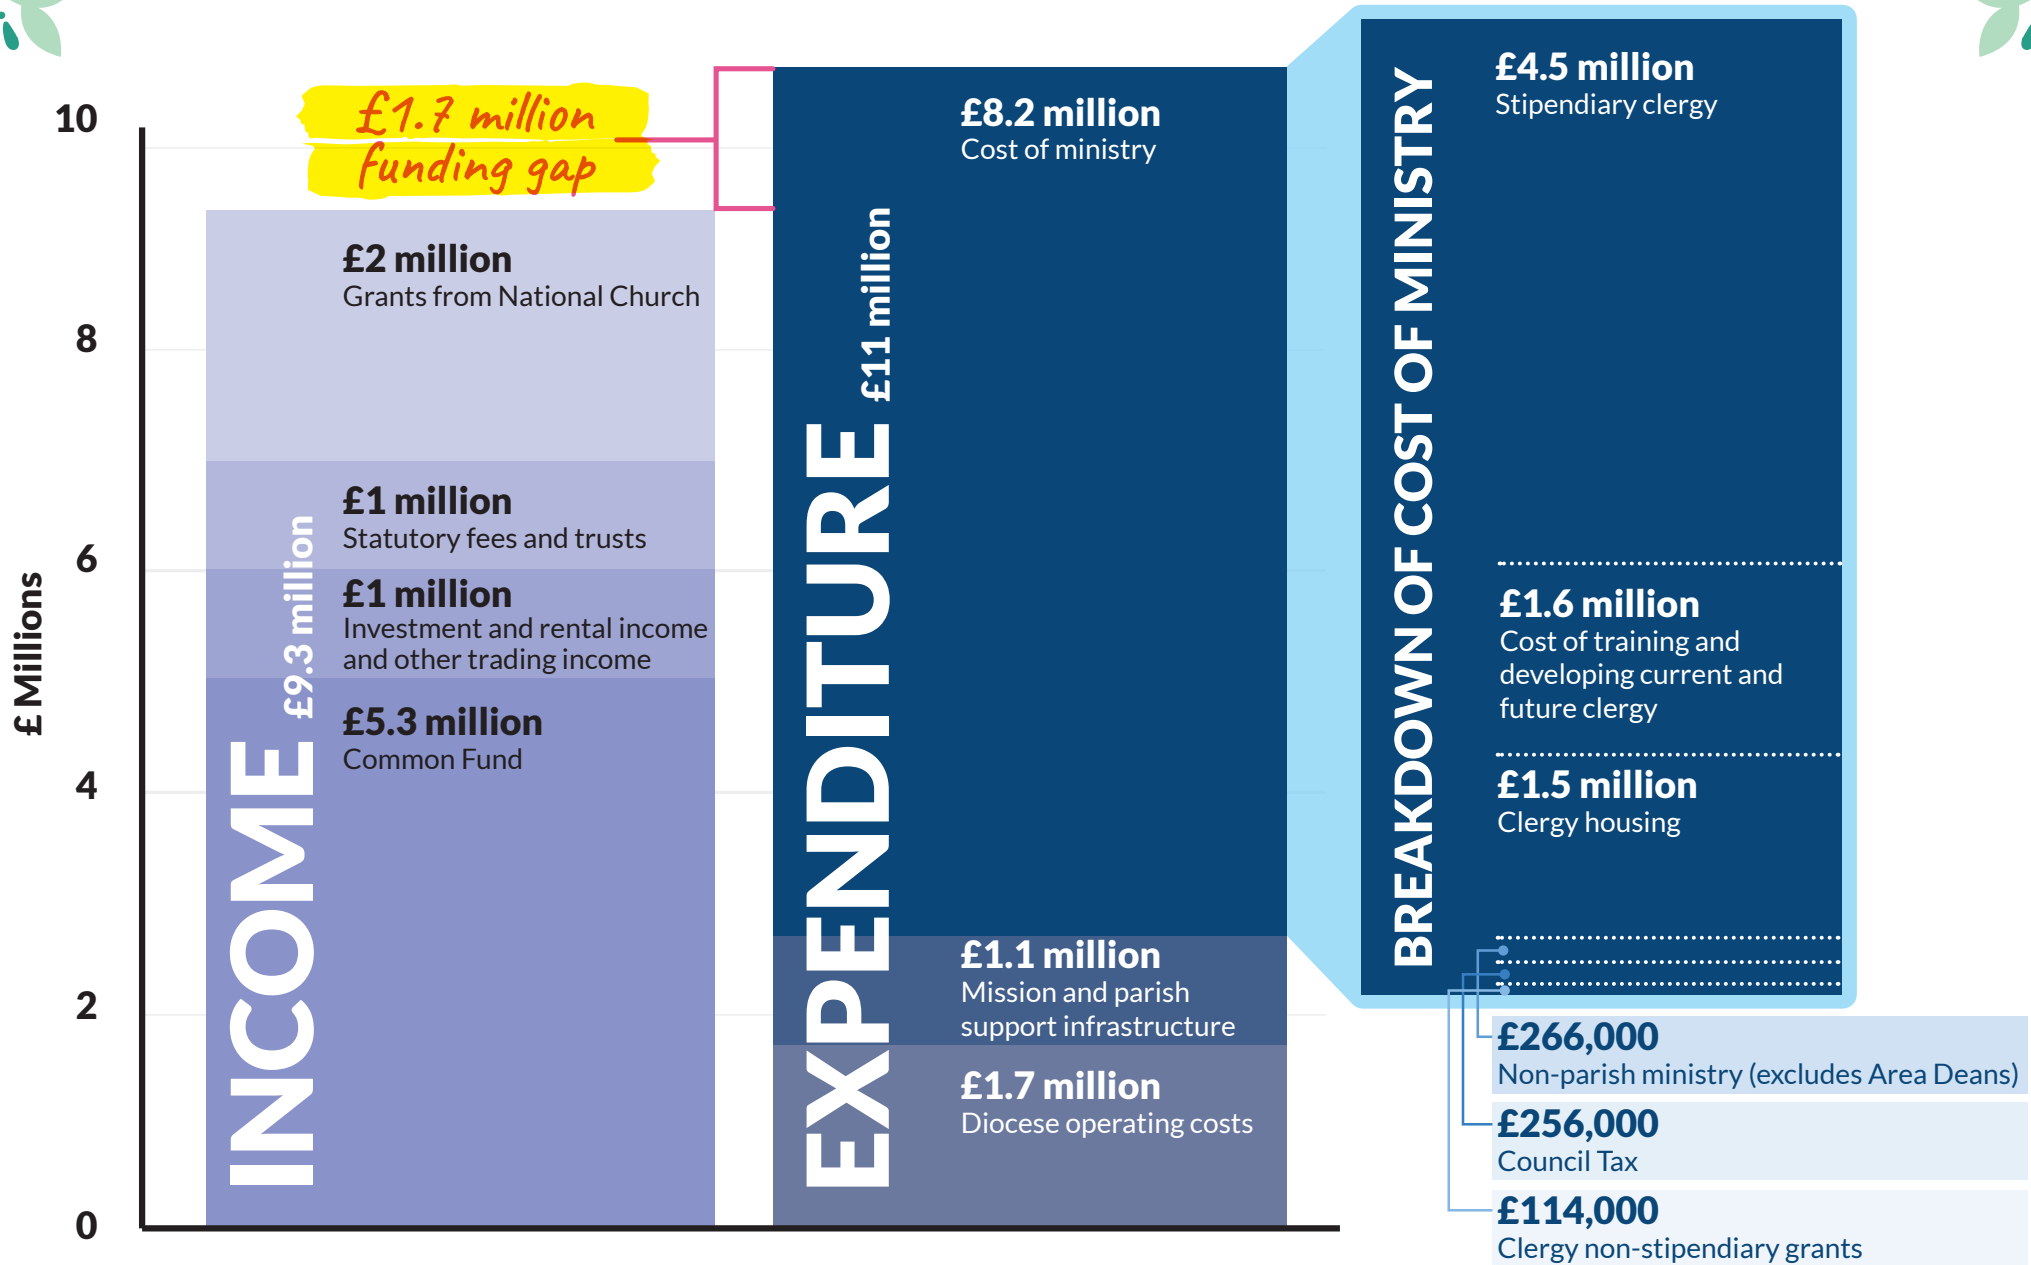 £ Millions
10
8
6
4
2
0
£1.7 million
funding gap
INCOME £9.3 million
£2 million
Grants from National Church
£1 million
Statutory fees and trusts
£1 million
Investment and rental income
and other trading income
£5.3 million
Common Fund
EXPENDITURE £11 million
£8.2 million
Cost of ministry
£1.1 million
Mission and parish
support infrastructure
£1.7 million
Diocese operating costs
BREAKDOWN OF COST OF MINISTRY
£4.5 million
Stipendiary clergy
£1.6 million
Cost of training and
developing current and
future clergy
£1.5 million
Clergy housing
£266,000
Non-parish ministry (excludes Area Deans)
£256,000
Council Tax
£114,000
Clergy non-stipendiary grants